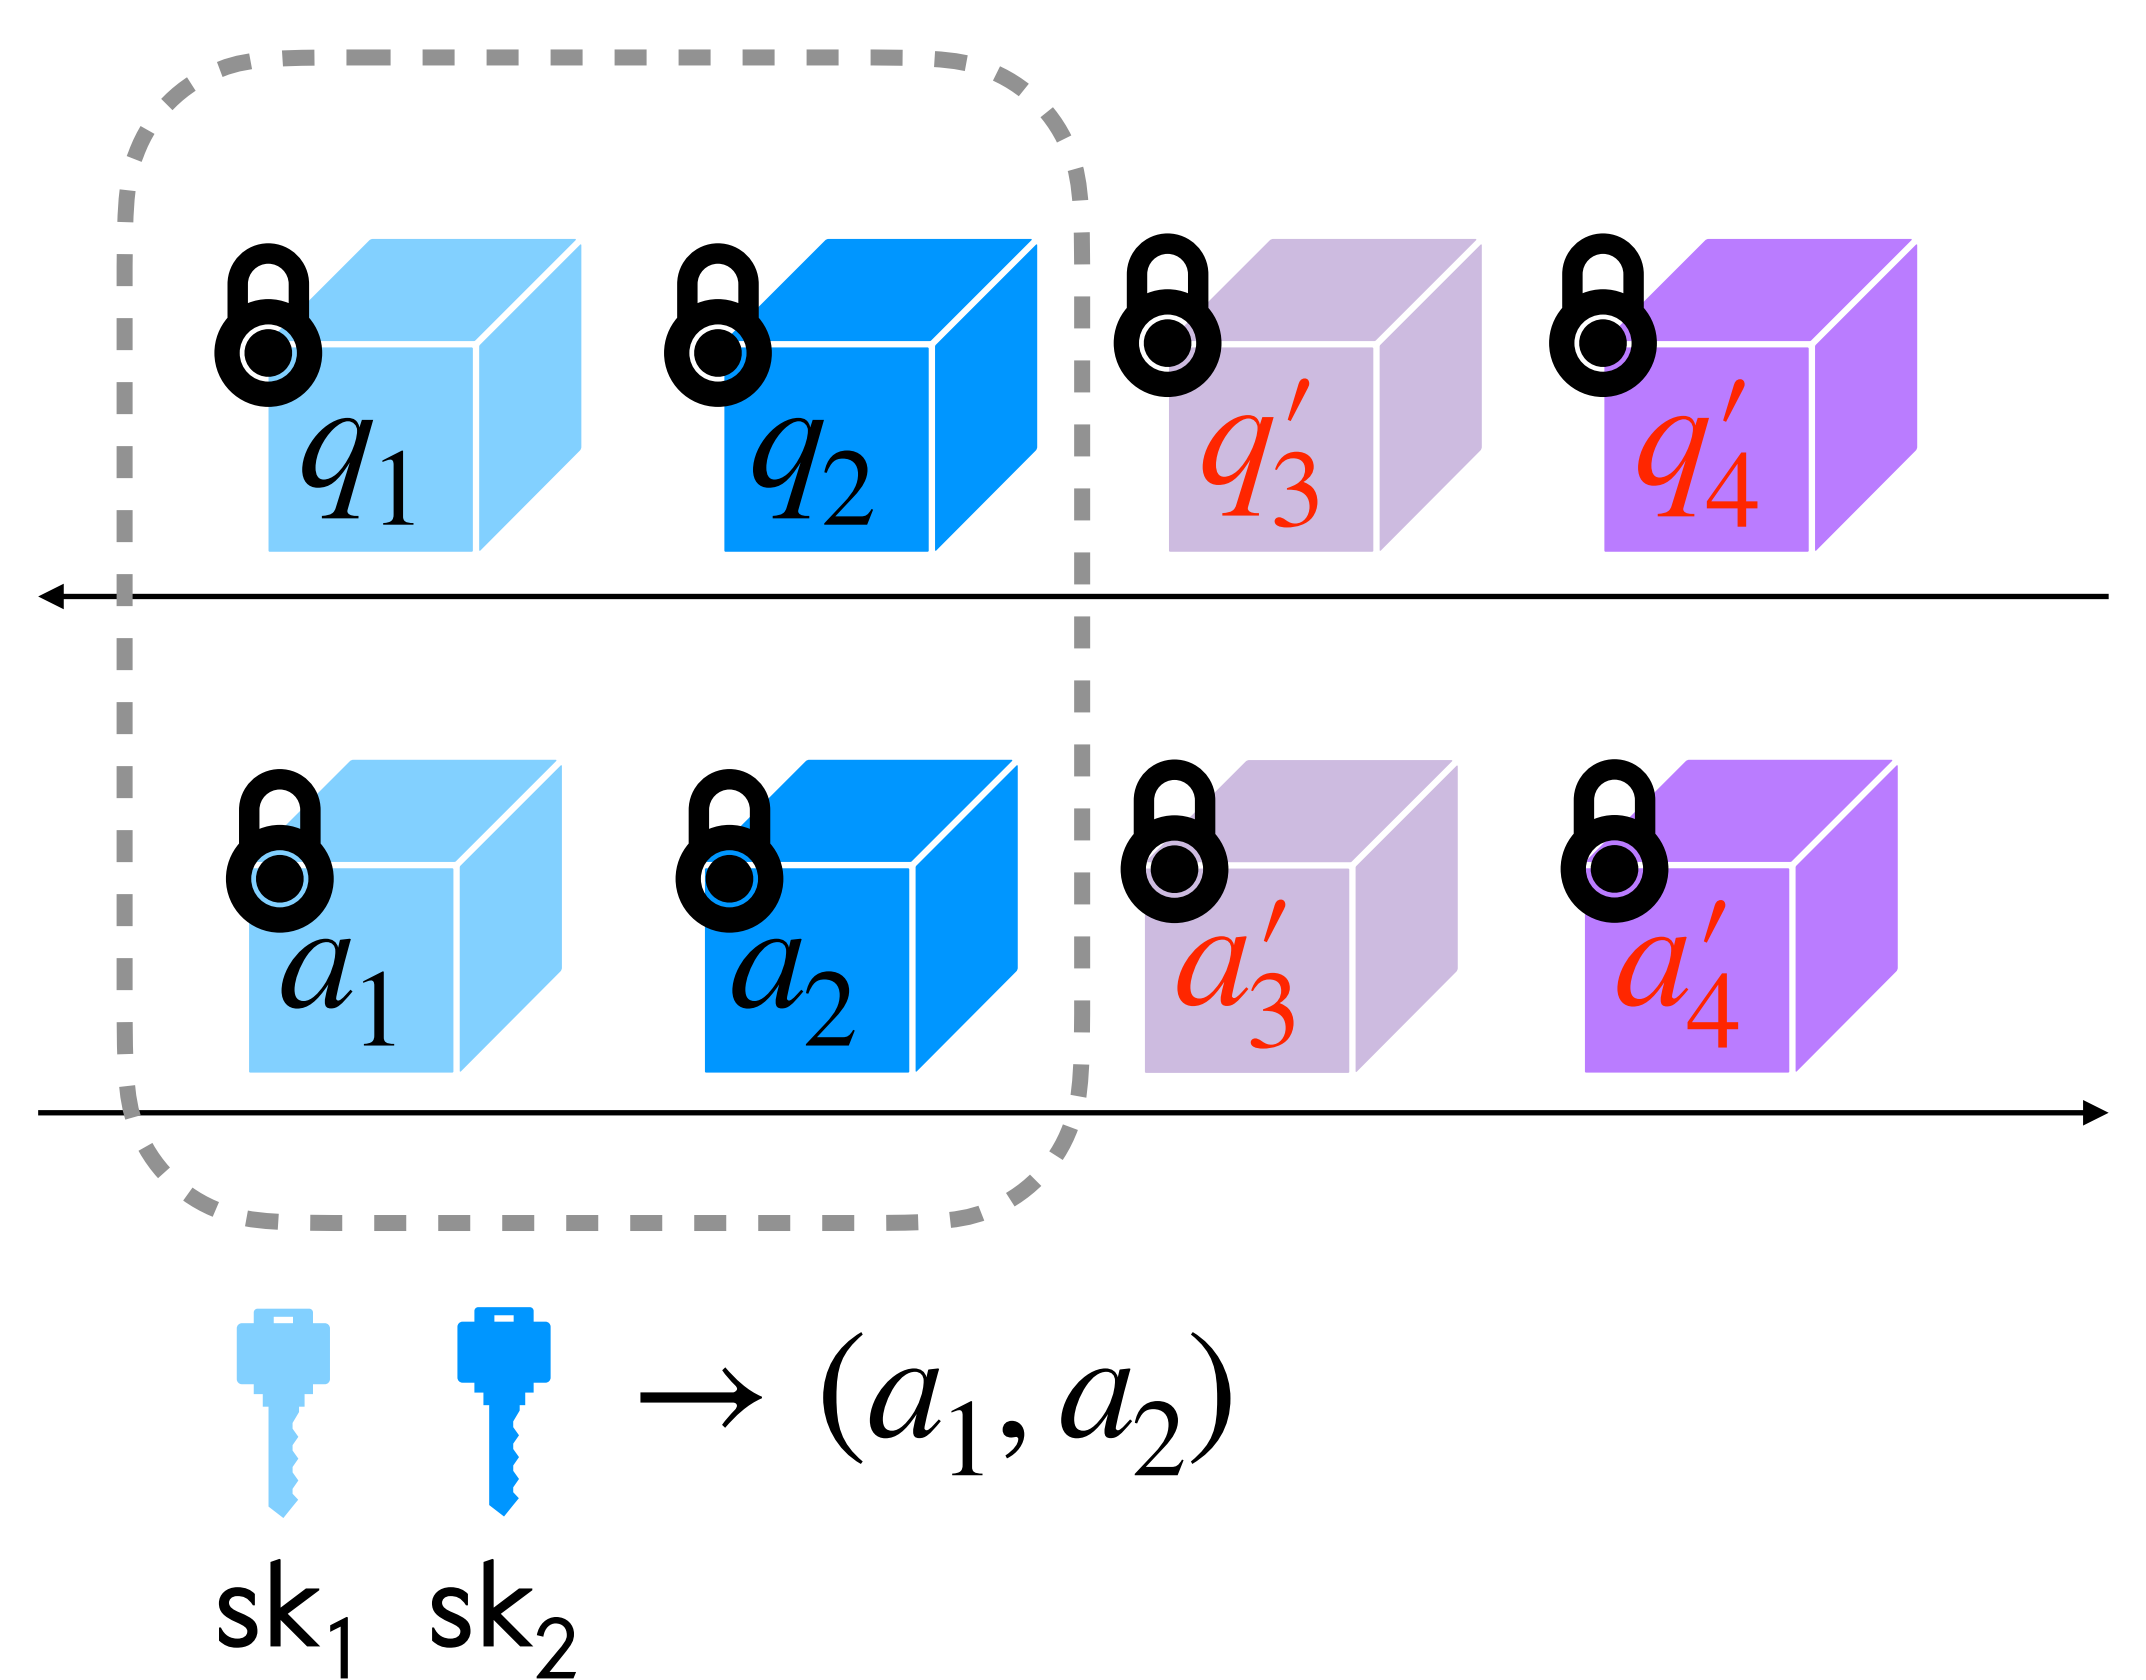 q₁ q₂ q′₃ q′₄
a₁ a₂ a′₃ a′₄
→ (a₁, a₂)
sk₁ sk₂